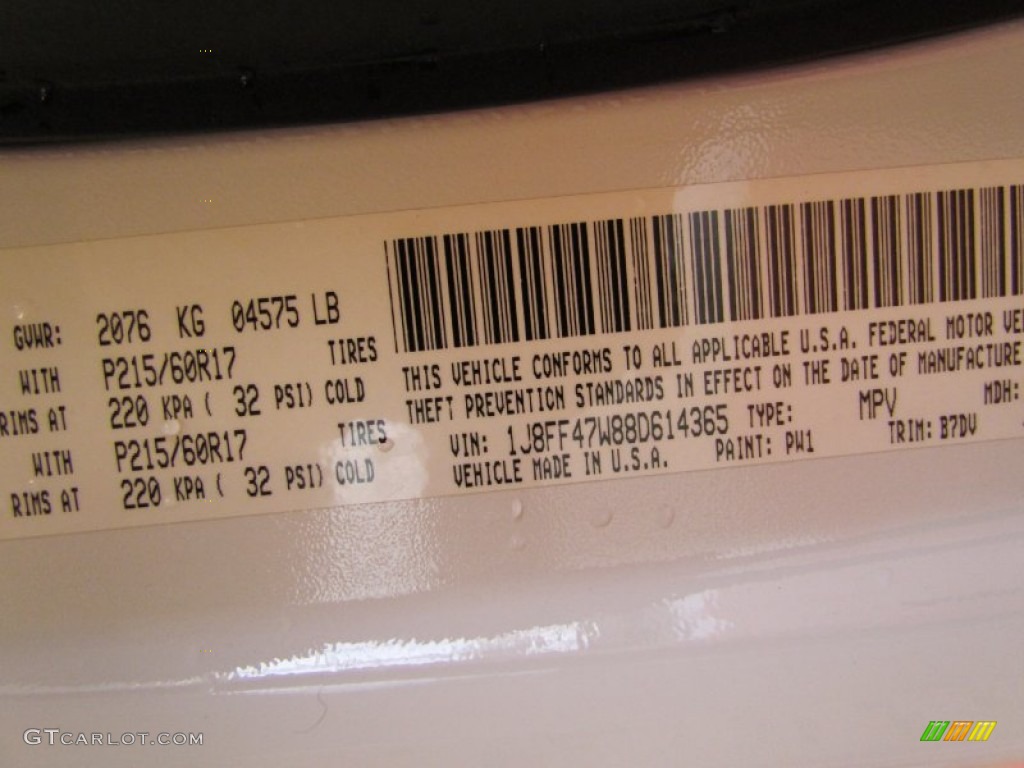 GVWR: 2076 KG 04575 LB
WITH P215/60R17 TIRES
RIMS AT 220 KPA ( 32 PSI) COLD
WITH P215/60R17 TIRES
RIMS AT 220 KPA ( 32 PSI) COLD
THIS VEHICLE CONFORMS TO ALL APPLICABLE U.S.A. FEDERAL MOTOR VE
THEFT PREVENTION STANDARDS IN EFFECT ON THE DATE OF MANUFACTURE
VIN: 1J8FF47W88D614365 TYPE: MPV MDH:
VEHICLE MADE IN U.S.A. PAINT: PW1 TRIM: B7DV
GTCARLOT.COM